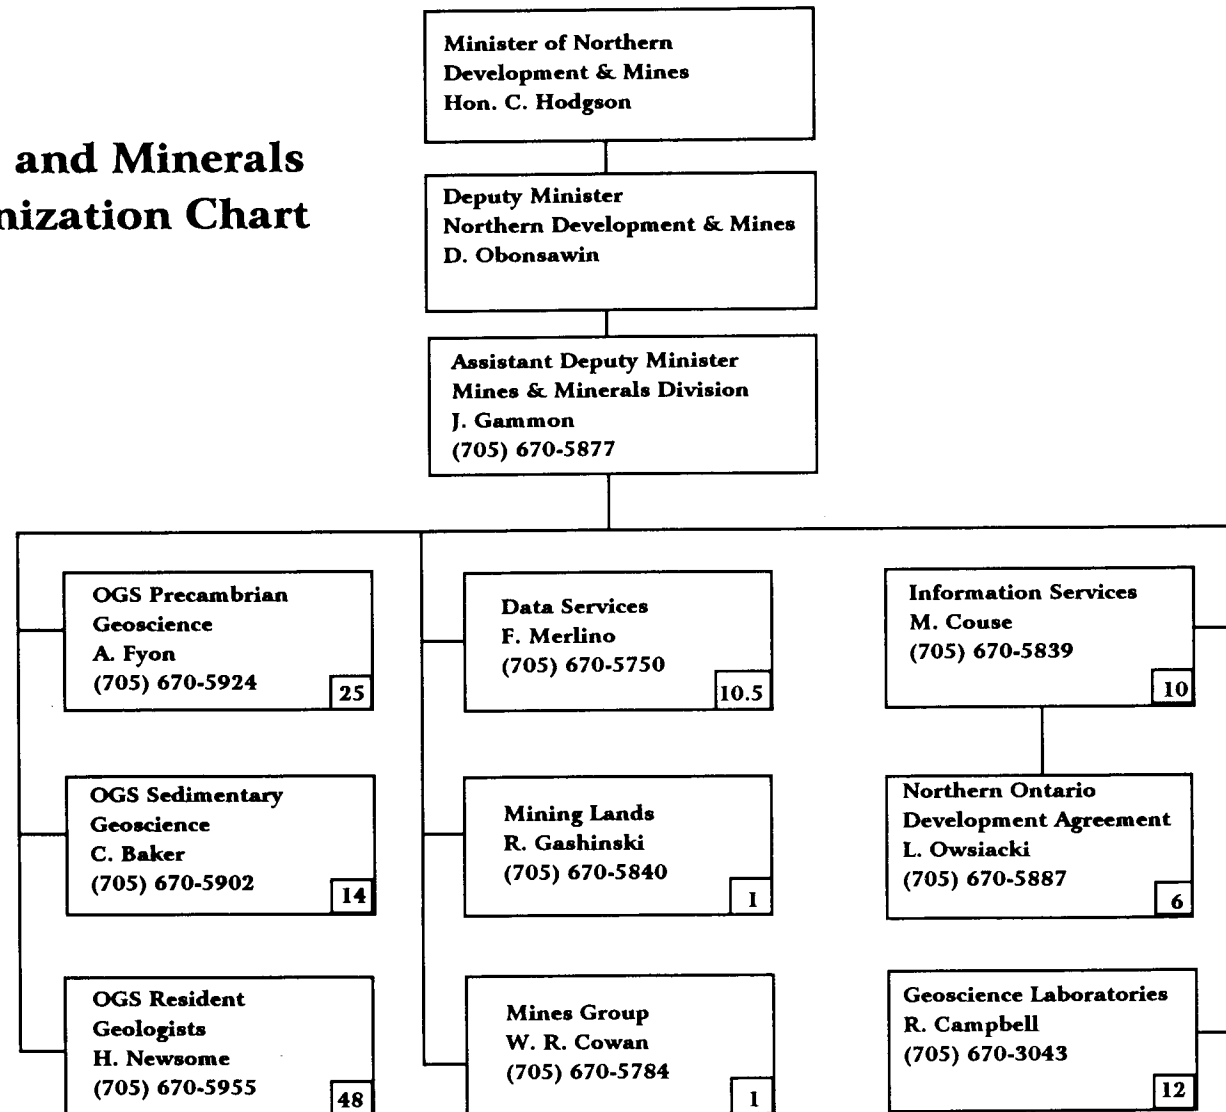 Minister of Northern
Development & Mines
Hon. C. Hodgson
and Minerals
nization Chart
Deputy Minister
Northern Development & Mines
D. Obonsawin
Assistant Deputy Minister
Mines & Minerals Division
J. Gammon
(705) 670-5877
OGS Precambrian
Geoscience
A. Fyon
(705) 670-5924
25
Data Services
F. Merlino
(705) 670-5750
10.5
Information Services
M. Couse
(705) 670-5839
10
OGS Sedimentary
Geoscience
C. Baker
(705) 670-5902
14
Mining Lands
R. Gashinski
(705) 670-5840
1
Northern Ontario
Development Agreement
L. Owsiacki
(705) 670-5887
6
OGS Resident
Geologists
H. Newsome
(705) 670-5955
48
Mines Group
W. R. Cowan
(705) 670-5784
1
Geoscience Laboratories
R. Campbell
(705) 670-3043
12